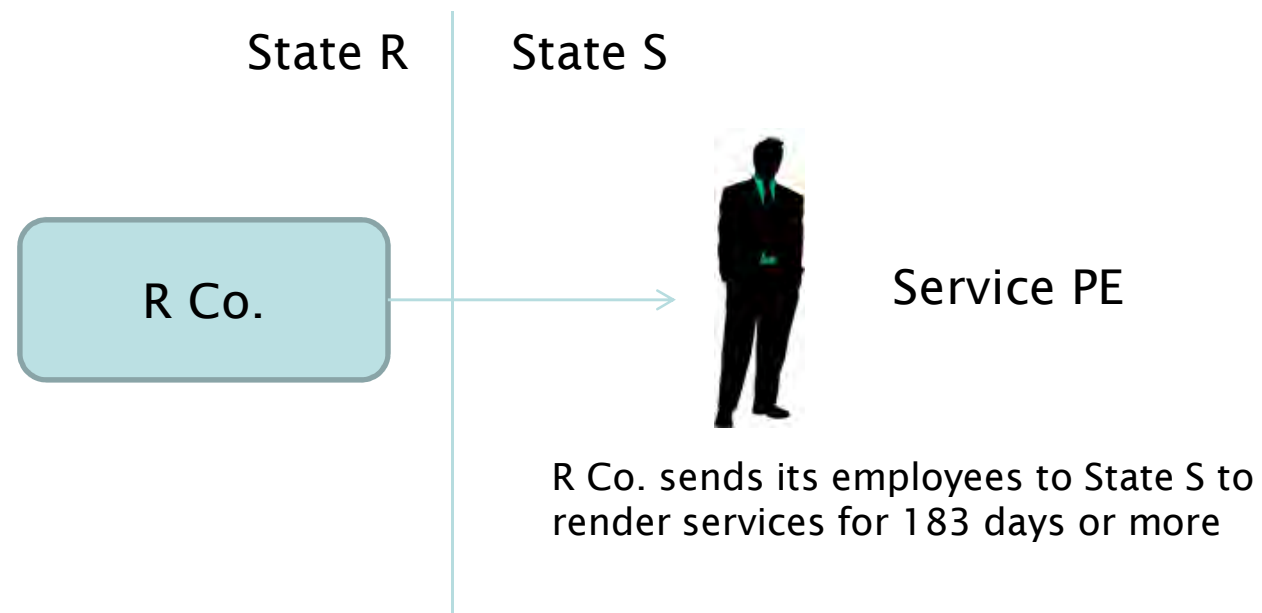 State R
State S
R Co.
Service PE
R Co. sends its employees to State S to
render services for 183 days or more